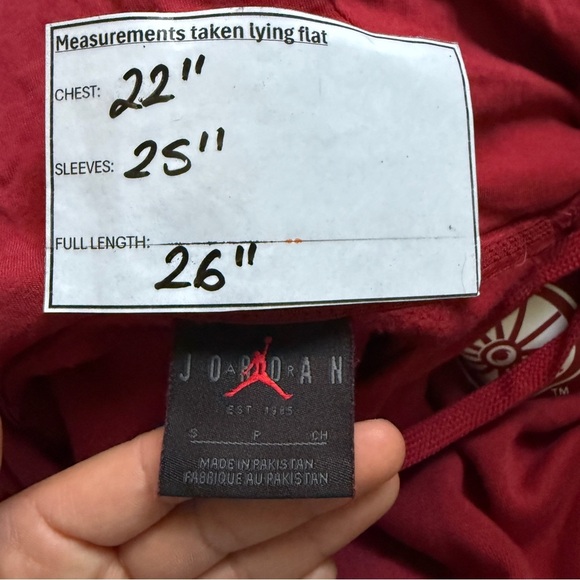 Measurements taken lying flat
CHEST: 22"
SLEEVES: 25"
FULL LENGTH: 26"
JORDAN
EST 1985
S P CH
MADE IN PAKISTAN
FABRIQUE AU PAKISTAN
TM